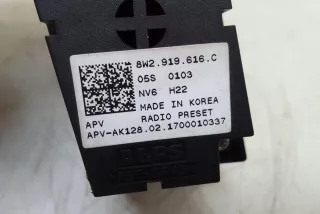 8W2.919.616.C
05S 0103
NV6 H22
MADE IN KOREA
APV RADIO PRESET
APV-AK128.02.1700010337